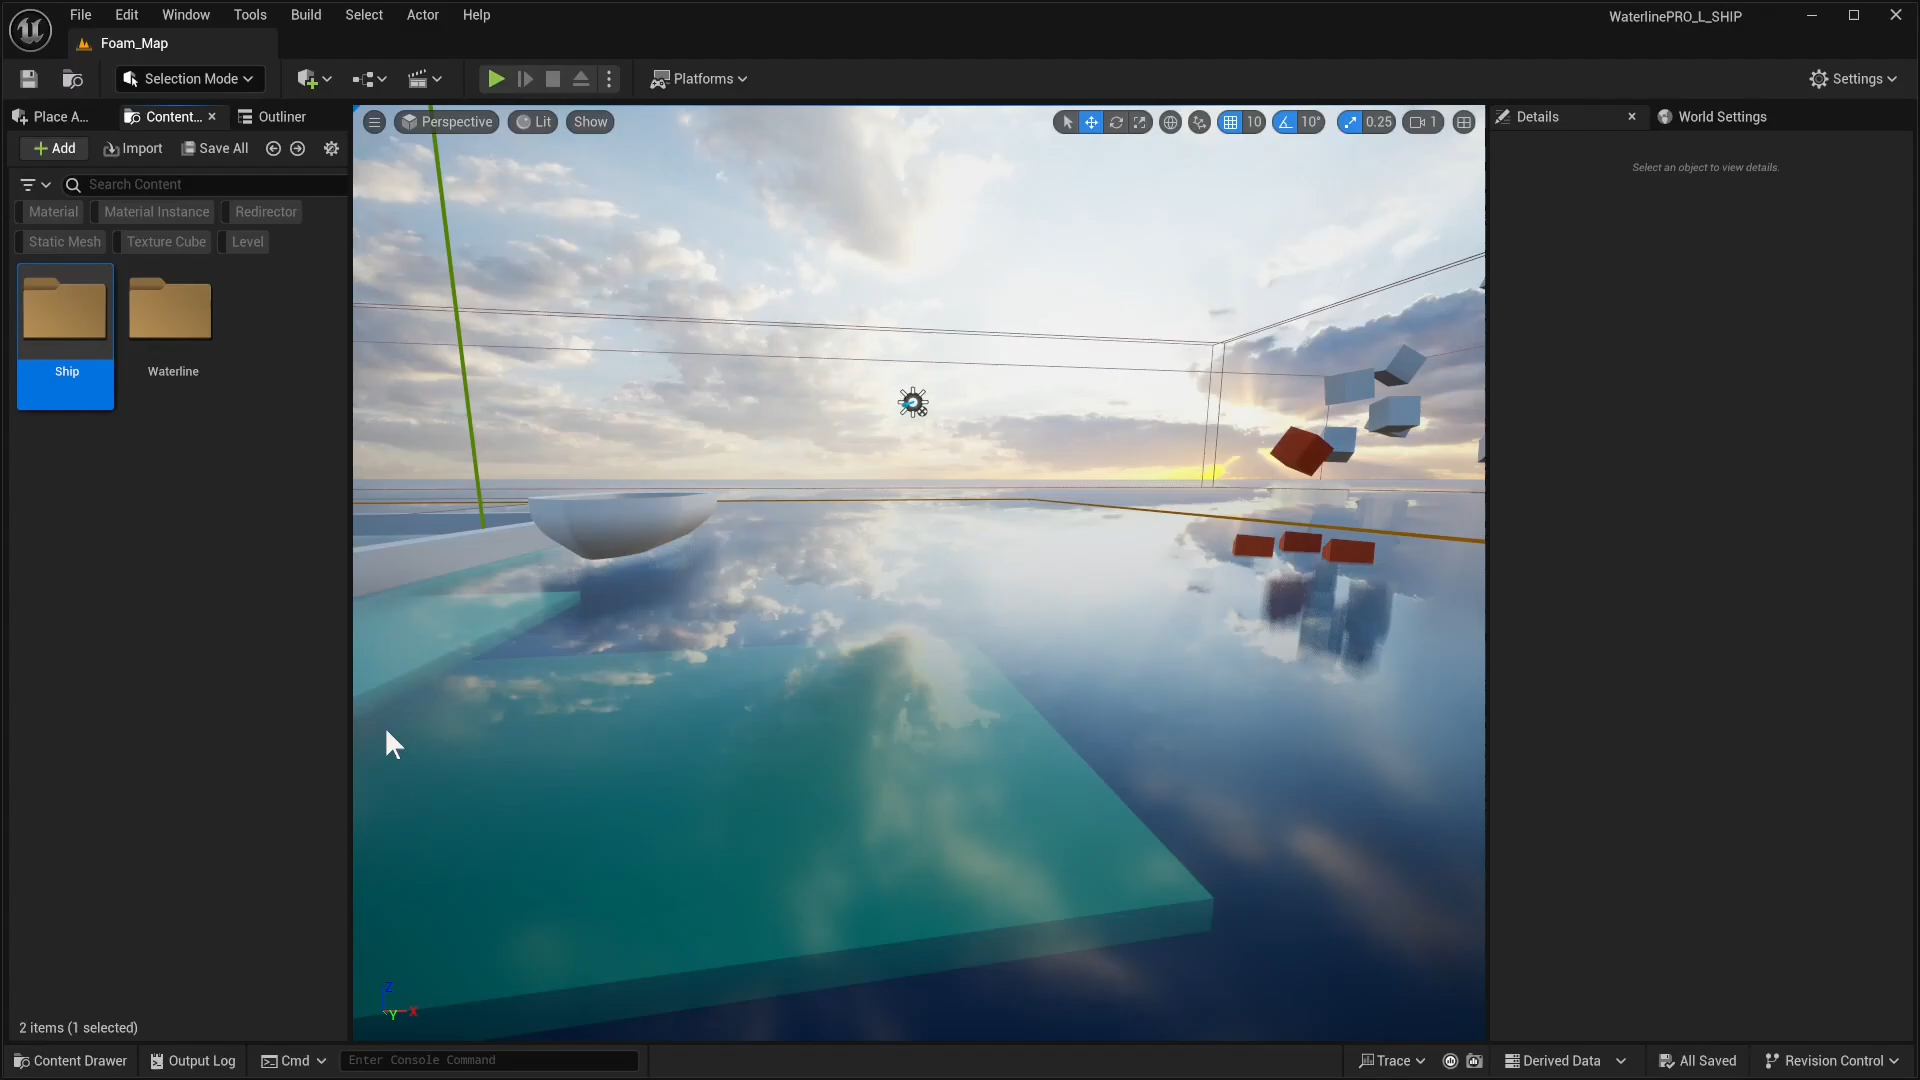 File Edit Window Tools Build Select Actor Help
WaterlinePRO_L_SHIP
Foam_Map
Selection Mode
Platforms
Settings
Place A...
Content...
Outliner
Perspective
Lit
Show
10
10°
0.25
1
Details
World Settings
Add
Import
Save All
Select an object to view details.
Search Content
Material
Material Instance
Redirector
Static Mesh
Texture Cube
Level
Ship
Waterline
Z
Y
X
2 items (1 selected)
Content Drawer
Output Log
Cmd
Enter Console Command
Trace
Derived Data
All Saved
Revision Control